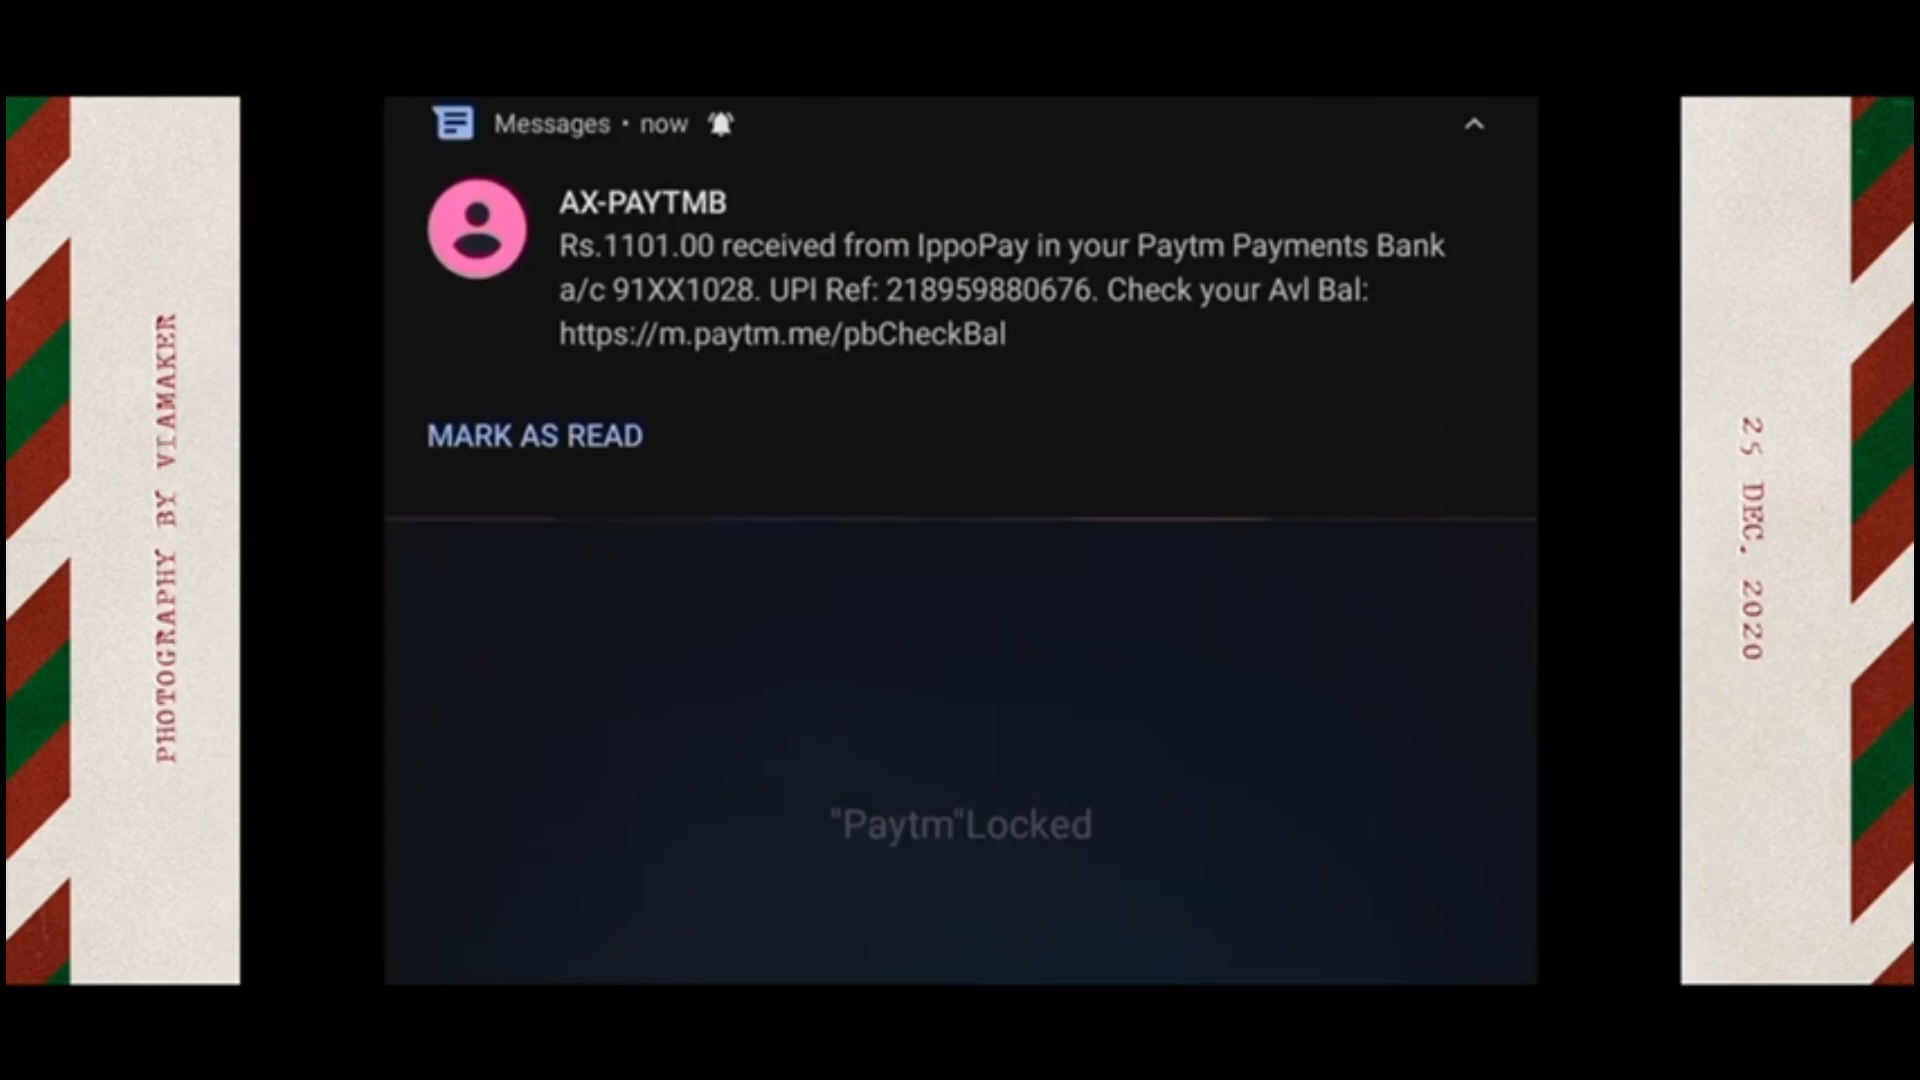 PHOTOGRAPHY BY VIAMAKER
Messages • now
AX-PAYTMB
Rs.1101.00 received from IppoPay in your Paytm Payments Bank
a/c 91XX1028. UPI Ref: 218959880676. Check your Avl Bal:
https://m.paytm.me/pbCheckBal
MARK AS READ
"Paytm"Locked
25 DEC. 2020